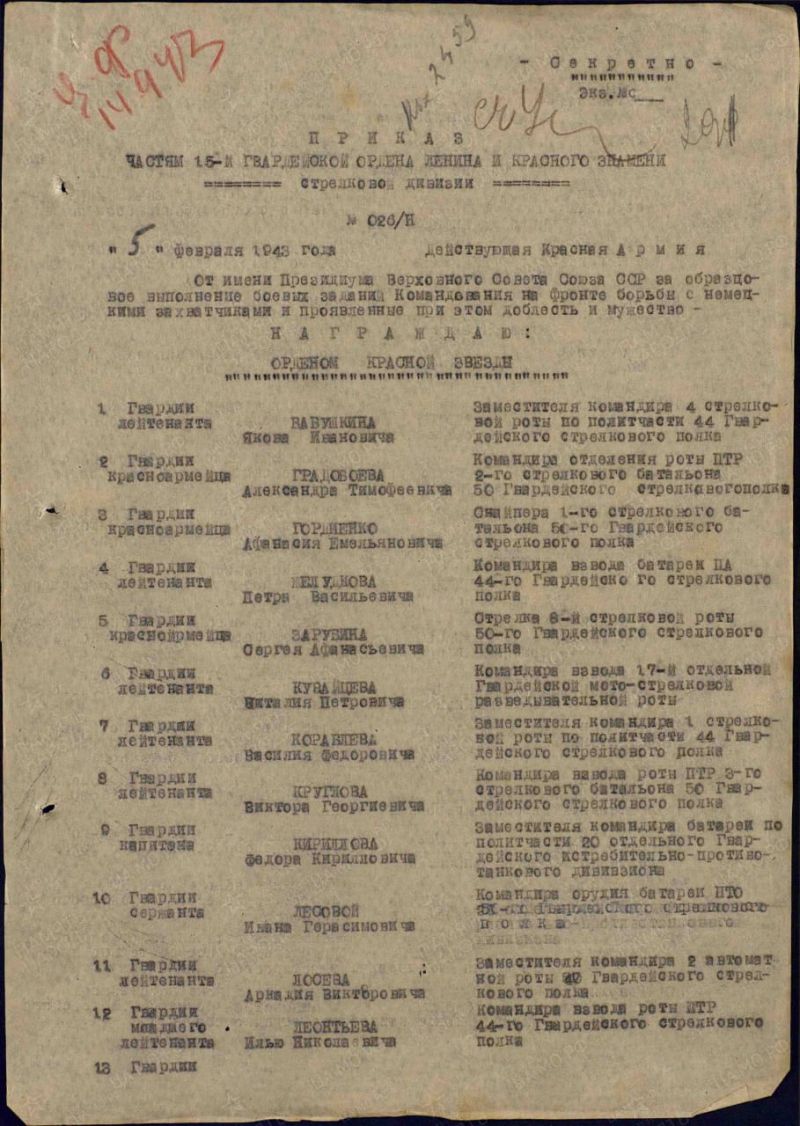 - Секретно -
Экз.№
ПРИКАЗ
ЧАСТЯМ 15-Й ГВАРДЕЙСКОЙ ОРДЕНА ЛЕНИНА И КРАСНОГО ЗНАМЕНИ
======== стрелковой дивизии ========
№ 026/Н
" 5 " февраля 1943 года Действующая Красная Армия
От имени Президиума Верховного Совета Союза ССР за образцо-
вое выполнение боевых заданий Командования на фронте борьбы с немец-
кими захватчиками и проявленные при этом доблесть и мужество -
НАГРАЖДАЮ:
ОРДЕНОМ КРАСНОЙ ЗВЕЗДЫ
1 Гвардии
лейтенанта БАБУШКИНА
Якова Ивановича
Заместителя командира 4 стрелко-
вой роты по политчасти 44 Гвар-
дейского стрелкового полка
2 Гвардии
красноармейца ГРАДОБОЕВА
Александра Тимофеевича
Командира отделения роты ПТР
2-го стрелкового батальона
50 Гвардейского стрелковогополка
3 Гвардии
красноармейца ГОРДИЕНКО
Афанасия Емельяновича
Снайпера 1-го стрелкового ба-
тальона 50-го Гвардейского
стрелкового полка
4 Гвардии
лейтенанта ЖЕЛУДКОВА
Петра Васильевича
Командира взвода батареи ПА
44-го Гвардейско го стрелкового
полка
5 Гвардии
красноармейца ЗАРУБИНА
Сергея Афанасьевича
Стрелка 8-й стрелковой роты
50-го Гвардейского стрелкового
полка
6 Гвардии
лейтенанта КУВАЙЦЕВА
Виталия Петровича
Командира взвода 17-й отдельной
Гвардейской мото-стрелковой
разведывательной роты
7 Гвардии
лейтенанта КОРАБЛЕВА
Василия Федоровича
Заместителя командира 1 стрелко-
вой роты по политчасти 44 Гвар-
дейского стрелкового полка
8 Гвардии
лейтенанта КРУГЛОВА
Виктора Георгиевича
Командира взвода роты ПТР 3-го
стрелкового батальона 50 Гвар-
дейского стрелкового полка
9 Гвардии
капитана КИРИЛЛОВА
Федора Кирилловича
Заместителя командира батареи по
политчасти 20 отдельного Гвар-
дейского истребительно-противо-
танкового дививзиона
10 Гвардии
сержанта ЛЕСОВОЙ
Ивана Герасимовича
Командира орудия батареи ПТО
Гвардейского стрелкового
полка
11 Гвардии
лейтенанта ЛОСЕВА
Аркадия Викторовича
Заместителя командира 2 автомат
ной роты Гвардейского стрел-
кового полка
12 Гвардии
младшего
лейтенанта ЛЕОНТЬЕВА
Илью Николаевича
Командира взвода роты ПТР
44-го Гвардейского стрелкового
полка
13 Гвардии